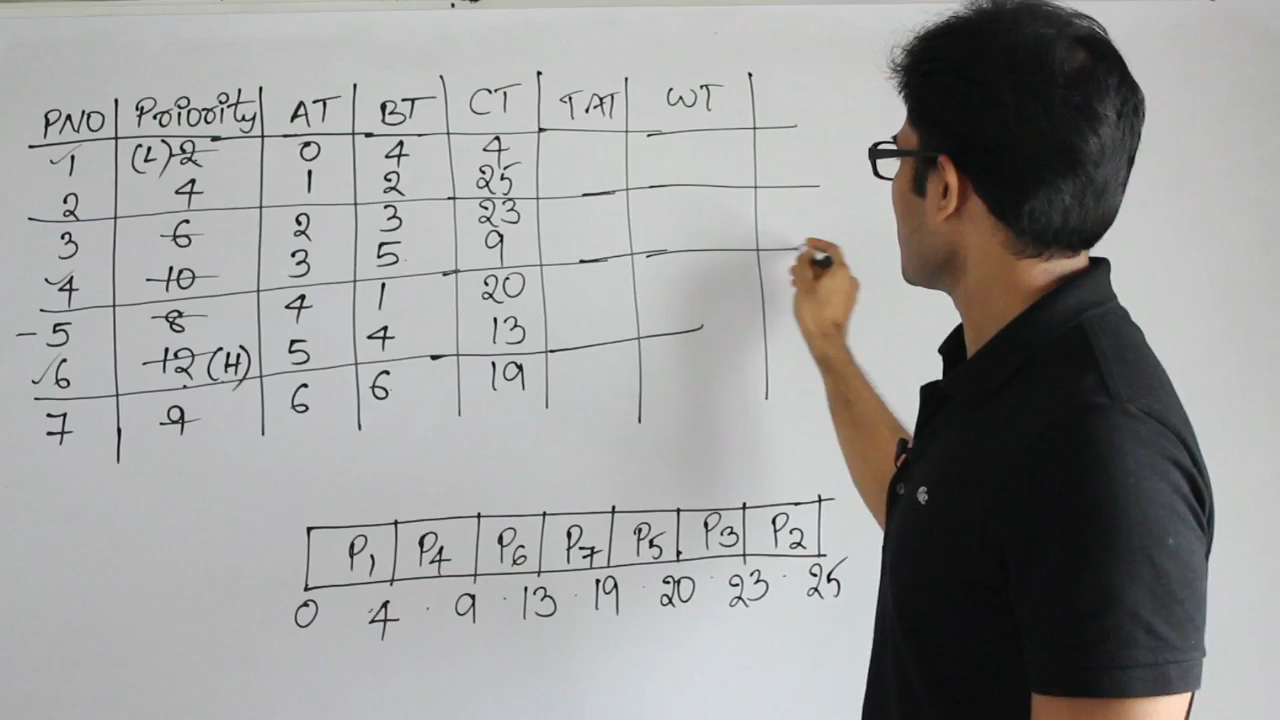 PNO Priority AT BT CT TAT WT
1 (L) 2 0 4 4
2 4 1 2 25
3 6 2 3 23
4 10 3 5 9
5 8 4 1 20
6 12 (H) 5 4 13
7 9 6 6 19
P1 P4 P6 P7 P5 P3 P2
0 4 9 13 19 20 23 25